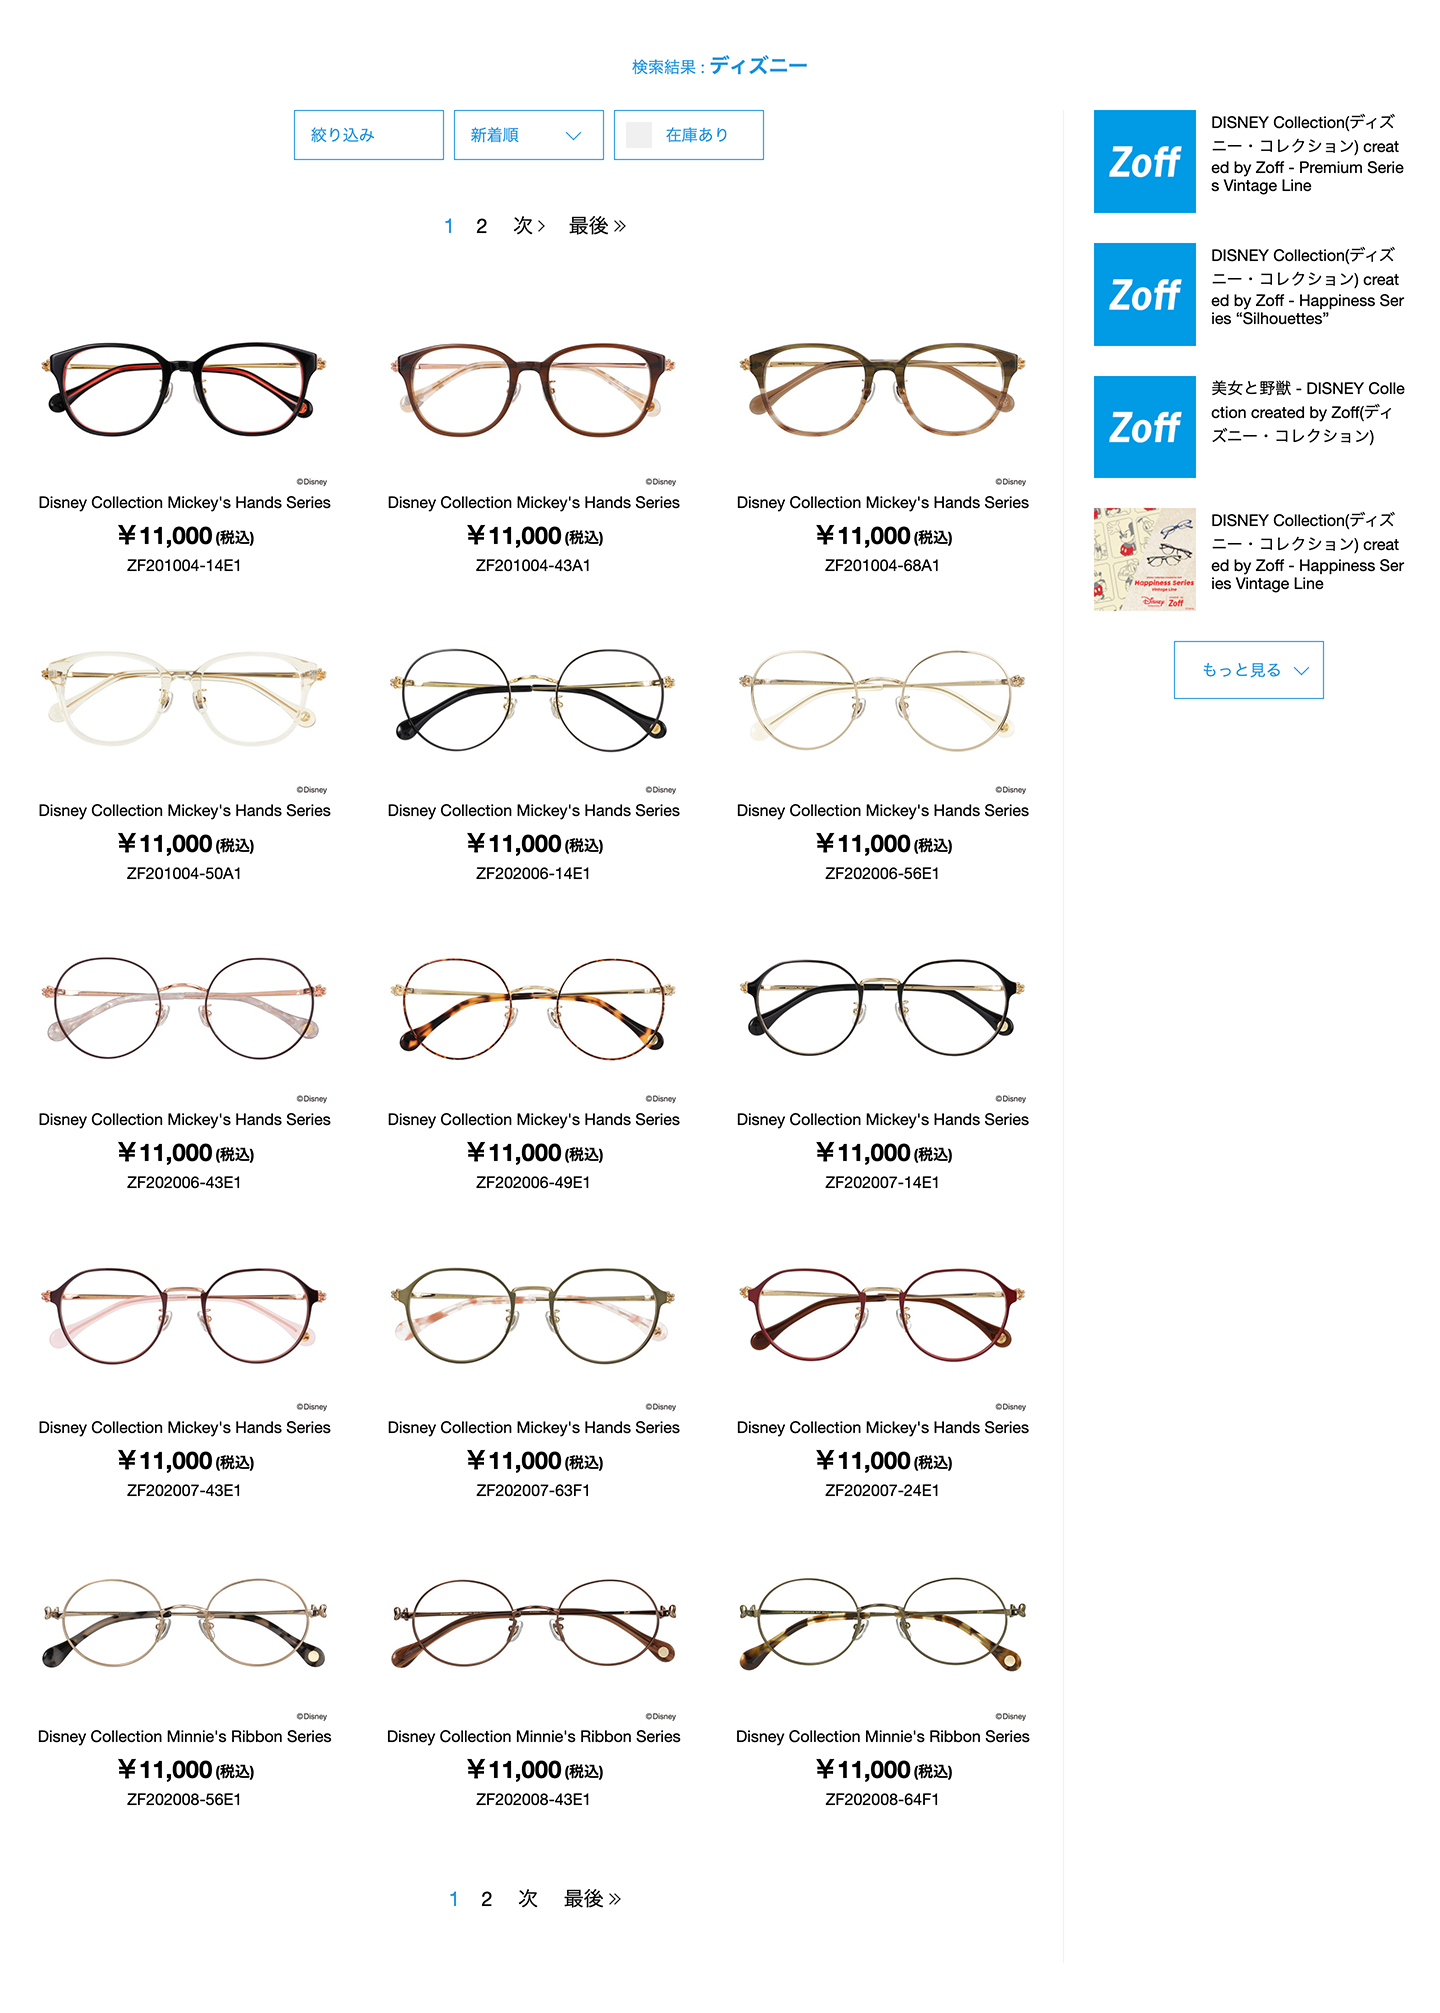 検索結果 : ディズニー
絞り込み
新着順
在庫あり
1 2 次 最後
©Disney ©Disney ©Disney
Disney Collection Mickey's Hands Series Disney Collection Mickey's Hands Series Disney Collection Mickey's Hands Series
¥11,000(税込) ¥11,000(税込) ¥11,000(税込)
ZF201004-14E1 ZF201004-43A1 ZF201004-68A1
©Disney ©Disney ©Disney
Disney Collection Mickey's Hands Series Disney Collection Mickey's Hands Series Disney Collection Mickey's Hands Series
¥11,000(税込) ¥11,000(税込) ¥11,000(税込)
ZF201004-50A1 ZF202006-14E1 ZF202006-56E1
©Disney ©Disney ©Disney
Disney Collection Mickey's Hands Series Disney Collection Mickey's Hands Series Disney Collection Mickey's Hands Series
¥11,000(税込) ¥11,000(税込) ¥11,000(税込)
ZF202006-43E1 ZF202006-49E1 ZF202007-14E1
©Disney ©Disney ©Disney
Disney Collection Mickey's Hands Series Disney Collection Mickey's Hands Series Disney Collection Mickey's Hands Series
¥11,000(税込) ¥11,000(税込) ¥11,000(税込)
ZF202007-43E1 ZF202007-63F1 ZF202007-24E1
©Disney ©Disney ©Disney
Disney Collection Minnie's Ribbon Series Disney Collection Minnie's Ribbon Series Disney Collection Minnie's Ribbon Series
¥11,000(税込) ¥11,000(税込) ¥11,000(税込)
ZF202008-56E1 ZF202008-43E1 ZF202008-64F1
1 2 次 最後
Zoff
DISNEY Collection(ディズ
ニー・コレクション) creat
ed by Zoff - Premium Serie
s Vintage Line
Zoff
DISNEY Collection(ディズ
ニー・コレクション) creat
ed by Zoff - Happiness Ser
ies “Silhouettes”
Zoff
美女と野獣 - DISNEY Colle
ction created by Zoff(ディ
ズニー・コレクション)
Happiness Series
Vintage Line
Disney Zoff
DISNEY Collection(ディズ
ニー・コレクション) creat
ed by Zoff - Happiness Ser
ies Vintage Line
もっと見る